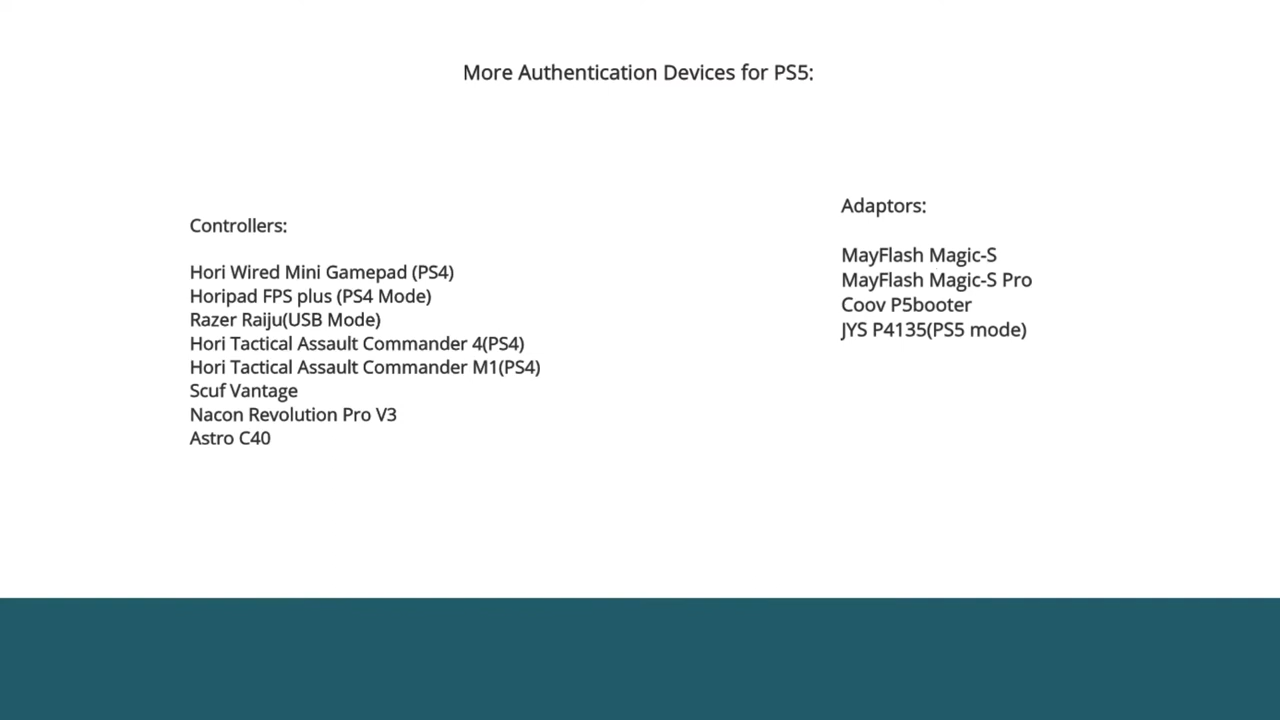 More Authentication Devices for PS5:
Controllers:
Hori Wired Mini Gamepad (PS4)
Horipad FPS plus (PS4 Mode)
Razer Raiju(USB Mode)
Hori Tactical Assault Commander 4(PS4)
Hori Tactical Assault Commander M1(PS4)
Scuf Vantage
Nacon Revolution Pro V3
Astro C40
Adaptors:
MayFlash Magic-S
MayFlash Magic-S Pro
Coov P5booter
JYS P4135(PS5 mode)